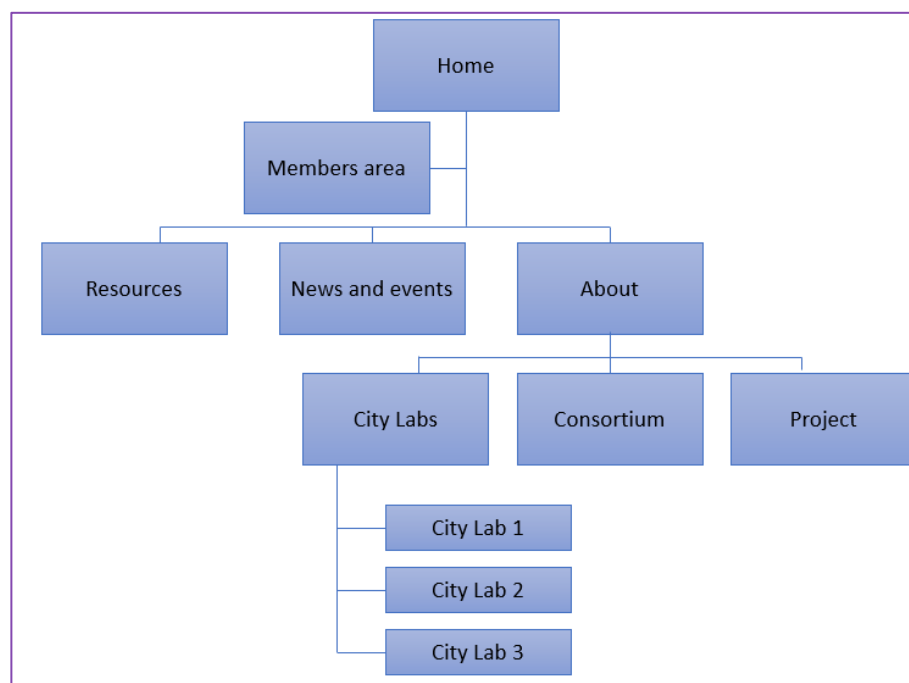 Home
Members area
Resources
News and events
About
City Labs
Consortium
Project
City Lab 1
City Lab 2
City Lab 3